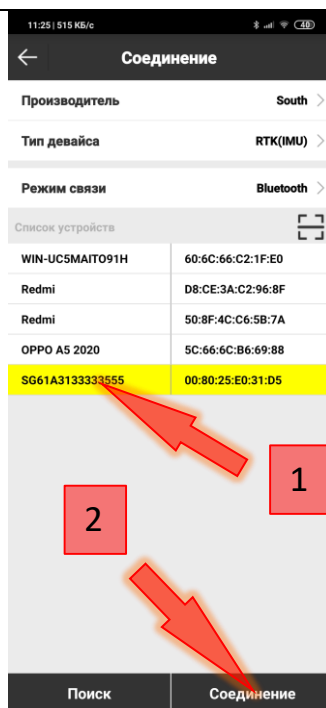 11:25 | 515 КБ/с 40
Соединение
Производитель South
Тип девайса RTK(IMU)
Режим связи Bluetooth
Список устройств
WIN-UC5MAITO91H 60:6C:66:C2:1F:E0
Redmi D8:CE:3A:C2:96:8F
Redmi 50:8F:4C:C6:5B:7A
OPPO A5 2020 5C:66:6C:B6:69:88
SG61A3133333555 00:80:25:E0:31:D5
1
2
Поиск Соединение